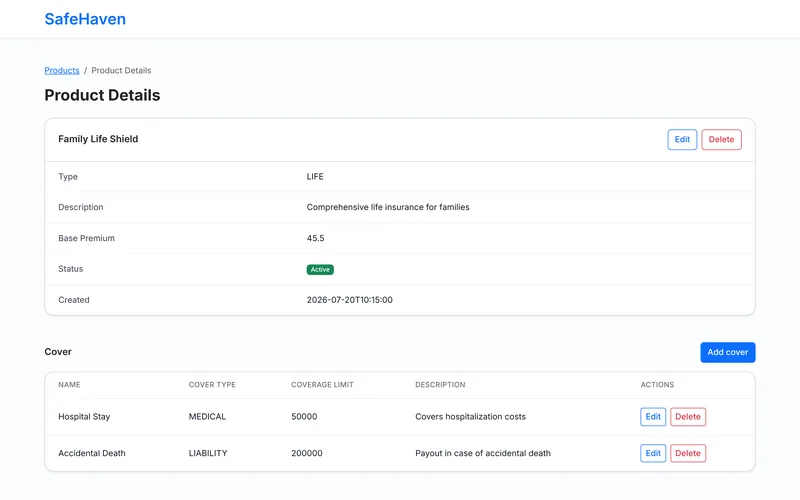 SafeHaven
Products / Product Details
Product Details
Family Life Shield Edit Delete
Type LIFE
Description Comprehensive life insurance for families
Base Premium 45.5
Status Active
Created 2026-07-20T10:15:00
Cover Add cover
NAME COVER TYPE COVERAGE LIMIT DESCRIPTION ACTIONS
Hospital Stay MEDICAL 50000 Covers hospitalization costs Edit Delete
Accidental Death LIABILITY 200000 Payout in case of accidental death Edit Delete